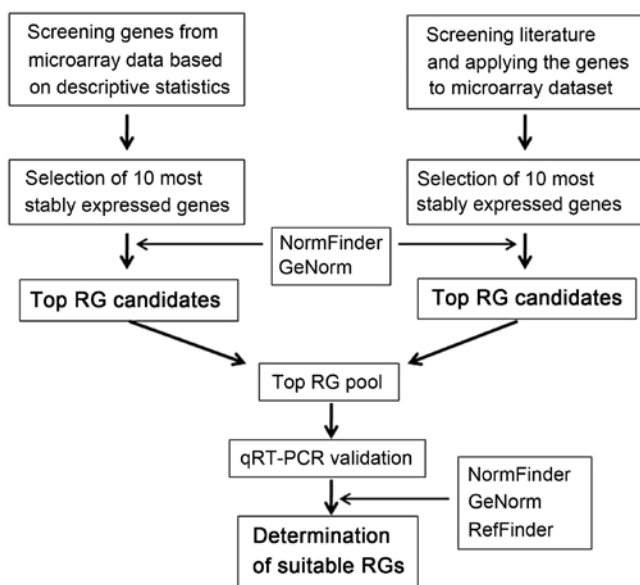 Screening genes from
microarray data based
on descriptive statistics
Screening literature
and applying the genes
to microarray dataset
Selection of 10 most
stably expressed genes
Selection of 10 most
stably expressed genes
NormFinder
GeNorm
Top RG candidates
Top RG candidates
Top RG pool
qRT-PCR validation
NormFinder
GeNorm
RefFinder
Determination
of suitable RGs